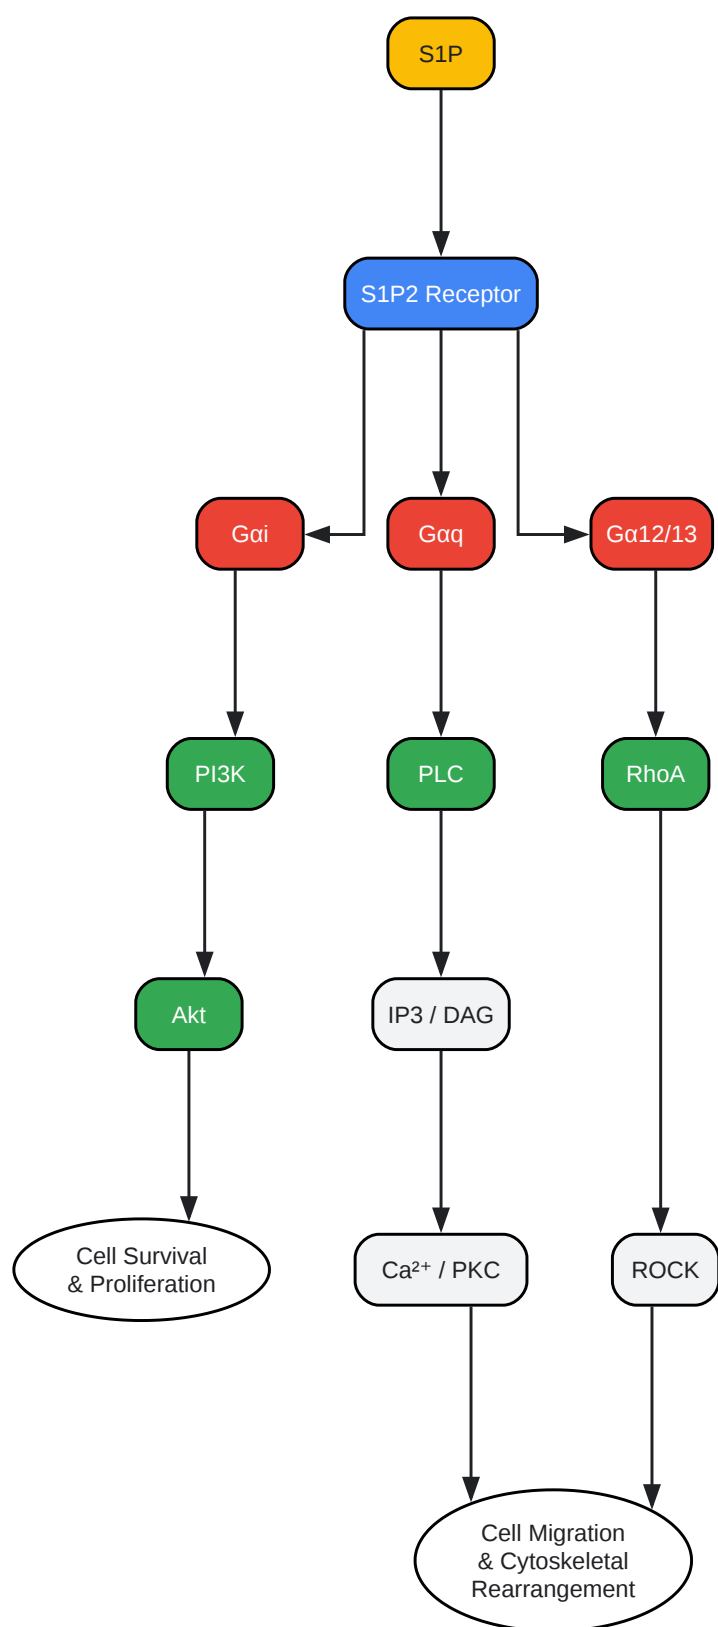 S1P
S1P2 Receptor
Gαi
Gαq
Gα12/13
PI3K
PLC
RhoA
Akt
IP3 / DAG
Cell Survival
& Proliferation
Ca²⁺ / PKC
ROCK
Cell Migration
& Cytoskeletal
Rearrangement